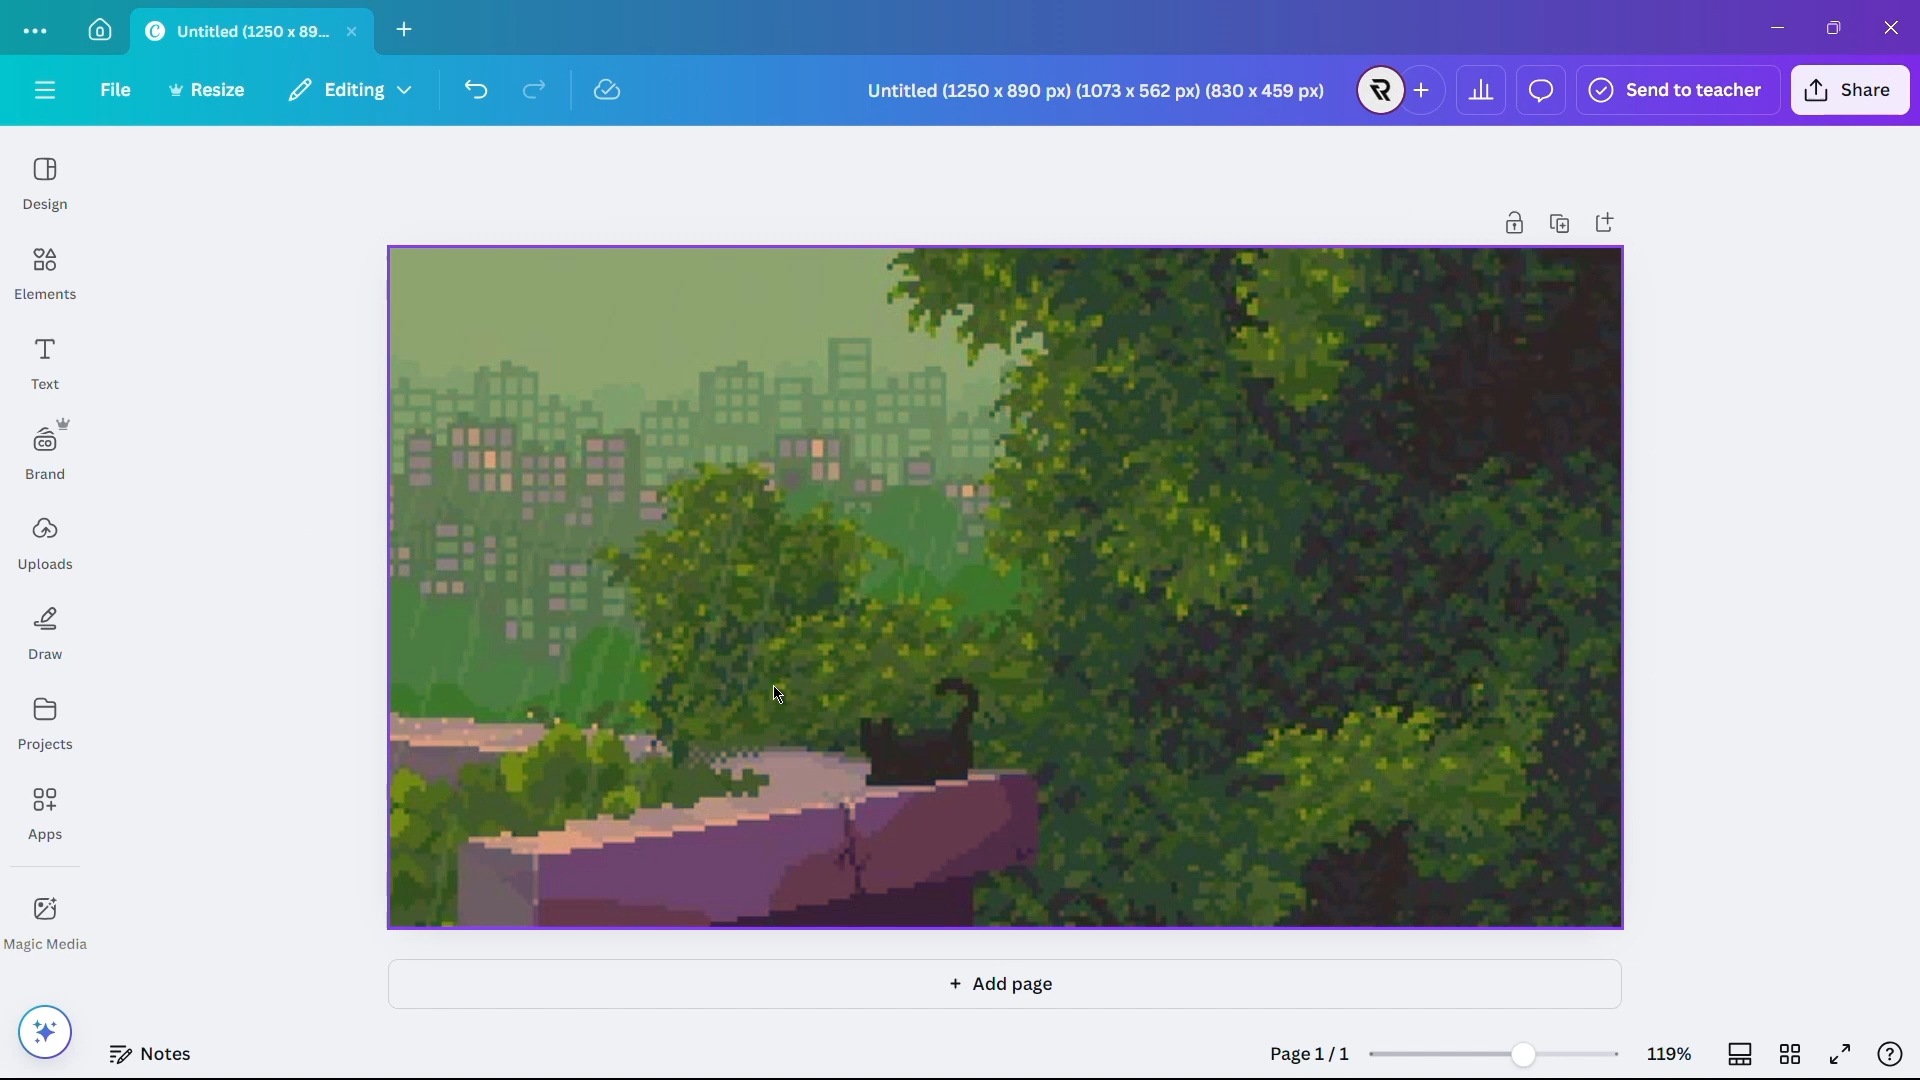 Untitled (1250 x 89...
File
Resize
Editing
Untitled (1250 x 890 px) (1073 x 562 px) (830 x 459 px)
Send to teacher
Share
Design
Elements
Text
CO
Brand
Uploads
Draw
Projects
Apps
Magic Media
+ Add page
Notes
Page 1 / 1
119%